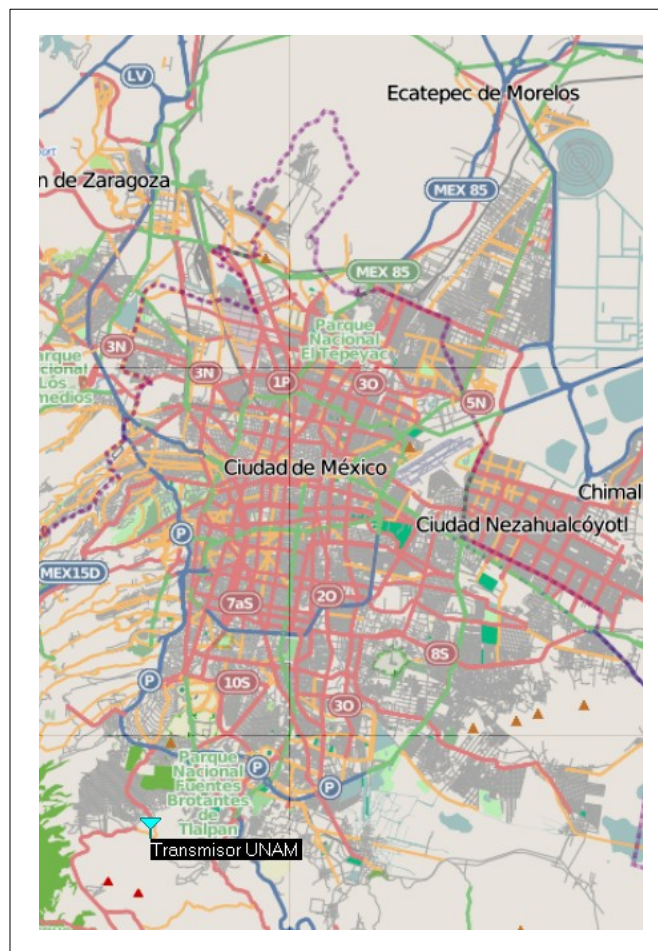 LV
Ecatepec de Morelos
n de Zaragoza
MEX 85
MEX 85
Parque
Nacional
El Tepeyac
3N
3N
1P
3O
5N
arque
cional
Los
medios
Ciudad de México
Chimal
Ciudad Nezahualcóyotl
P
MEX15D
7aS
2O
8S
P
10S
3O
Parque
Nacional
Fuentes
Brotantes
de
Tlalpan
P
P
Transmisor UNAM